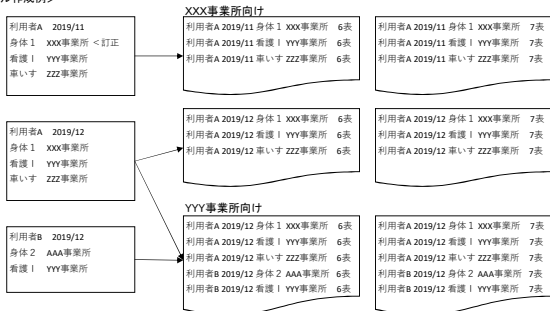 ル作成例＞
XXX事業所向け
利用者A 2019/11
身体１ XXX事業所 ＜訂正
看護Ⅰ YYY事業所
車いす ZZZ事業所
利用者A 2019/11 身体１ XXX事業所 6表
利用者A 2019/11 看護Ⅰ YYY事業所 6表
利用者A 2019/11 車いす ZZZ事業所 6表
利用者A 2019/11 身体１ XXX事業所 7表
利用者A 2019/11 看護Ⅰ YYY事業所 7表
利用者A 2019/11 車いす ZZZ事業所 7表
利用者A 2019/12
身体１ XXX事業所
看護Ⅰ YYY事業所
車いす ZZZ事業所
利用者A 2019/12 身体１ XXX事業所 6表
利用者A 2019/12 看護Ⅰ YYY事業所 6表
利用者A 2019/12 車いす ZZZ事業所 6表
利用者A 2019/12 身体１ XXX事業所 7表
利用者A 2019/12 看護Ⅰ YYY事業所 7表
利用者A 2019/12 車いす ZZZ事業所 7表
YYY事業所向け
利用者B 2019/12
身体２ AAA事業所
看護Ⅰ YYY事業所
利用者A 2019/12 身体１ XXX事業所 6表
利用者A 2019/12 看護Ⅰ YYY事業所 6表
利用者A 2019/12 車いす ZZZ事業所 6表
利用者B 2019/12 身体２ AAA事業所 6表
利用者B 2019/12 看護Ⅰ YYY事業所 6表
利用者A 2019/12 身体１ XXX事業所 7表
利用者A 2019/12 看護Ⅰ YYY事業所 7表
利用者A 2019/12 車いす ZZZ事業所 7表
利用者B 2019/12 身体２ AAA事業所 7表
利用者B 2019/12 看護Ⅰ YYY事業所 7表